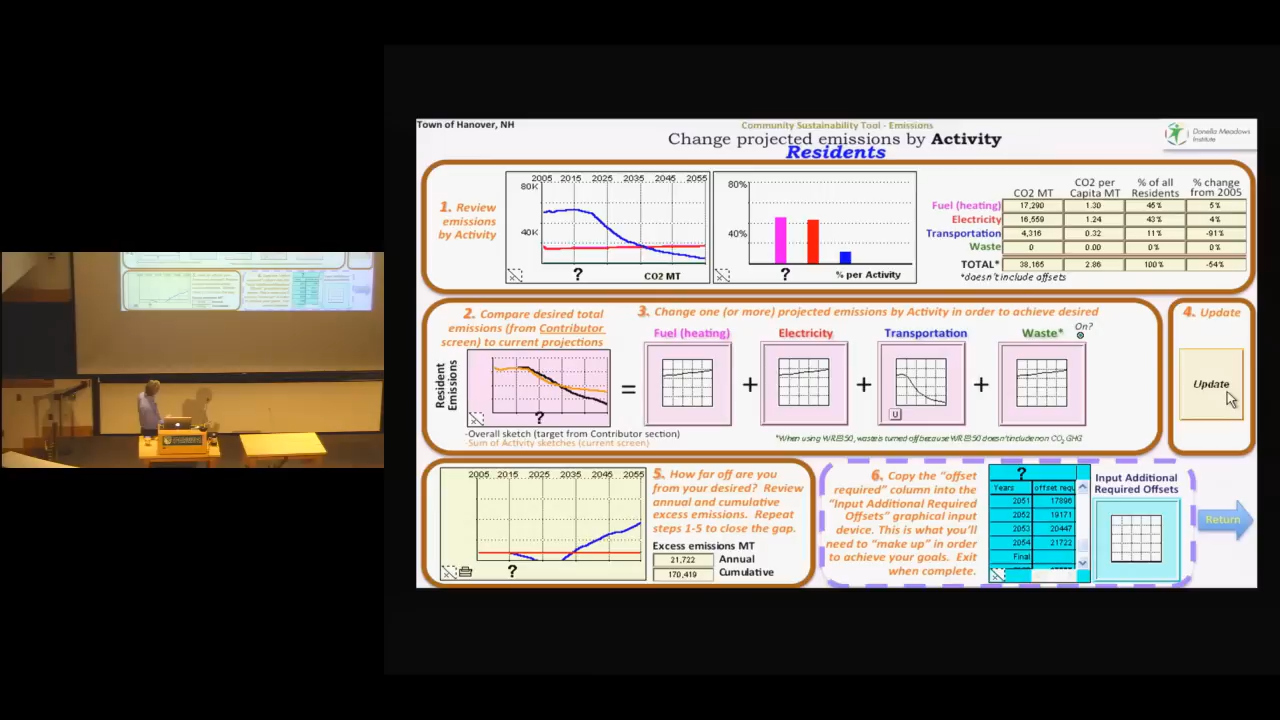 Town of Hanover, NH
Community Sustainability Tool - Emissions
Change projected emissions by Activity
Residents
Donella Meadows
Institute
1. Review
emissions
by Activity
2005 2015 2025 2035 2045 2055
80K
40K
?
CO2 MT
80%
40%
?
% per Activity
CO2 MT
CO2 per
Capita MT
% of all
Residents
% change
from 2005
Fuel (heating) 17,290 1.30 45% 5%
Electricity 16,559 1.24 43% 4%
Transportation 4,316 0.32 11% -91%
Waste 0 0.00 0% 0%
TOTAL* 38,165 2.86 100% -54%
*doesn't include offsets
2. Compare desired total
emissions (from Contributor
screen) to current projections
Resident
Emissions
?
-Overall sketch (target from Contributor section)
-Sum of Activity sketches (current screen)
3. Change one (or more) projected emissions by Activity in order to achieve desired
Fuel (heating)
Electricity
Transportation
Waste*
On?
= + + +
U
*When using WRE350, waste is turned off because WRE350 doesn't include non CO2 GHG
4. Update
Update
2005 2015 2025 2035 2045 2055
?
5. How far off are you
from your desired? Review
annual and cumulative
excess emissions. Repeat
steps 1-5 to close the gap.
Excess emissions MT
21,722 Annual
170,419 Cumulative
6. Copy the "offset
required" column into the
"Input Additional Required
Offsets" graphical input
device. This is what you'll
need to "make up" in order
to achieve your goals. Exit
when complete.
?
Years offset requ
2051 17896
2052 19171
2053 20447
2054 21722
Final
Input Additional
Required Offsets
Return